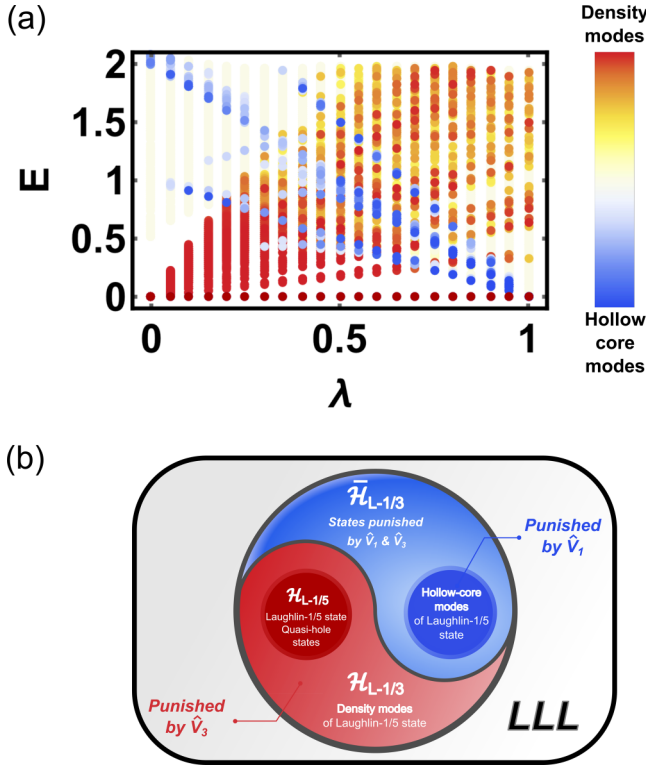 (a)
Density
modes
2
1.5
1
0.5
0
E
0
0.5
1
λ
Hollow
core
modes
(b)
H̄L-1/3
States punished
by V̂1 & V̂3
Punished
by V̂1
HL-1/5
Laughlin-1/5 state
Quasi-hole
states
Hollow-core
modes
of Laughlin-1/5
state
HL-1/3
Density modes
of Laughlin-1/5 state
Punished
by V̂3
LLL